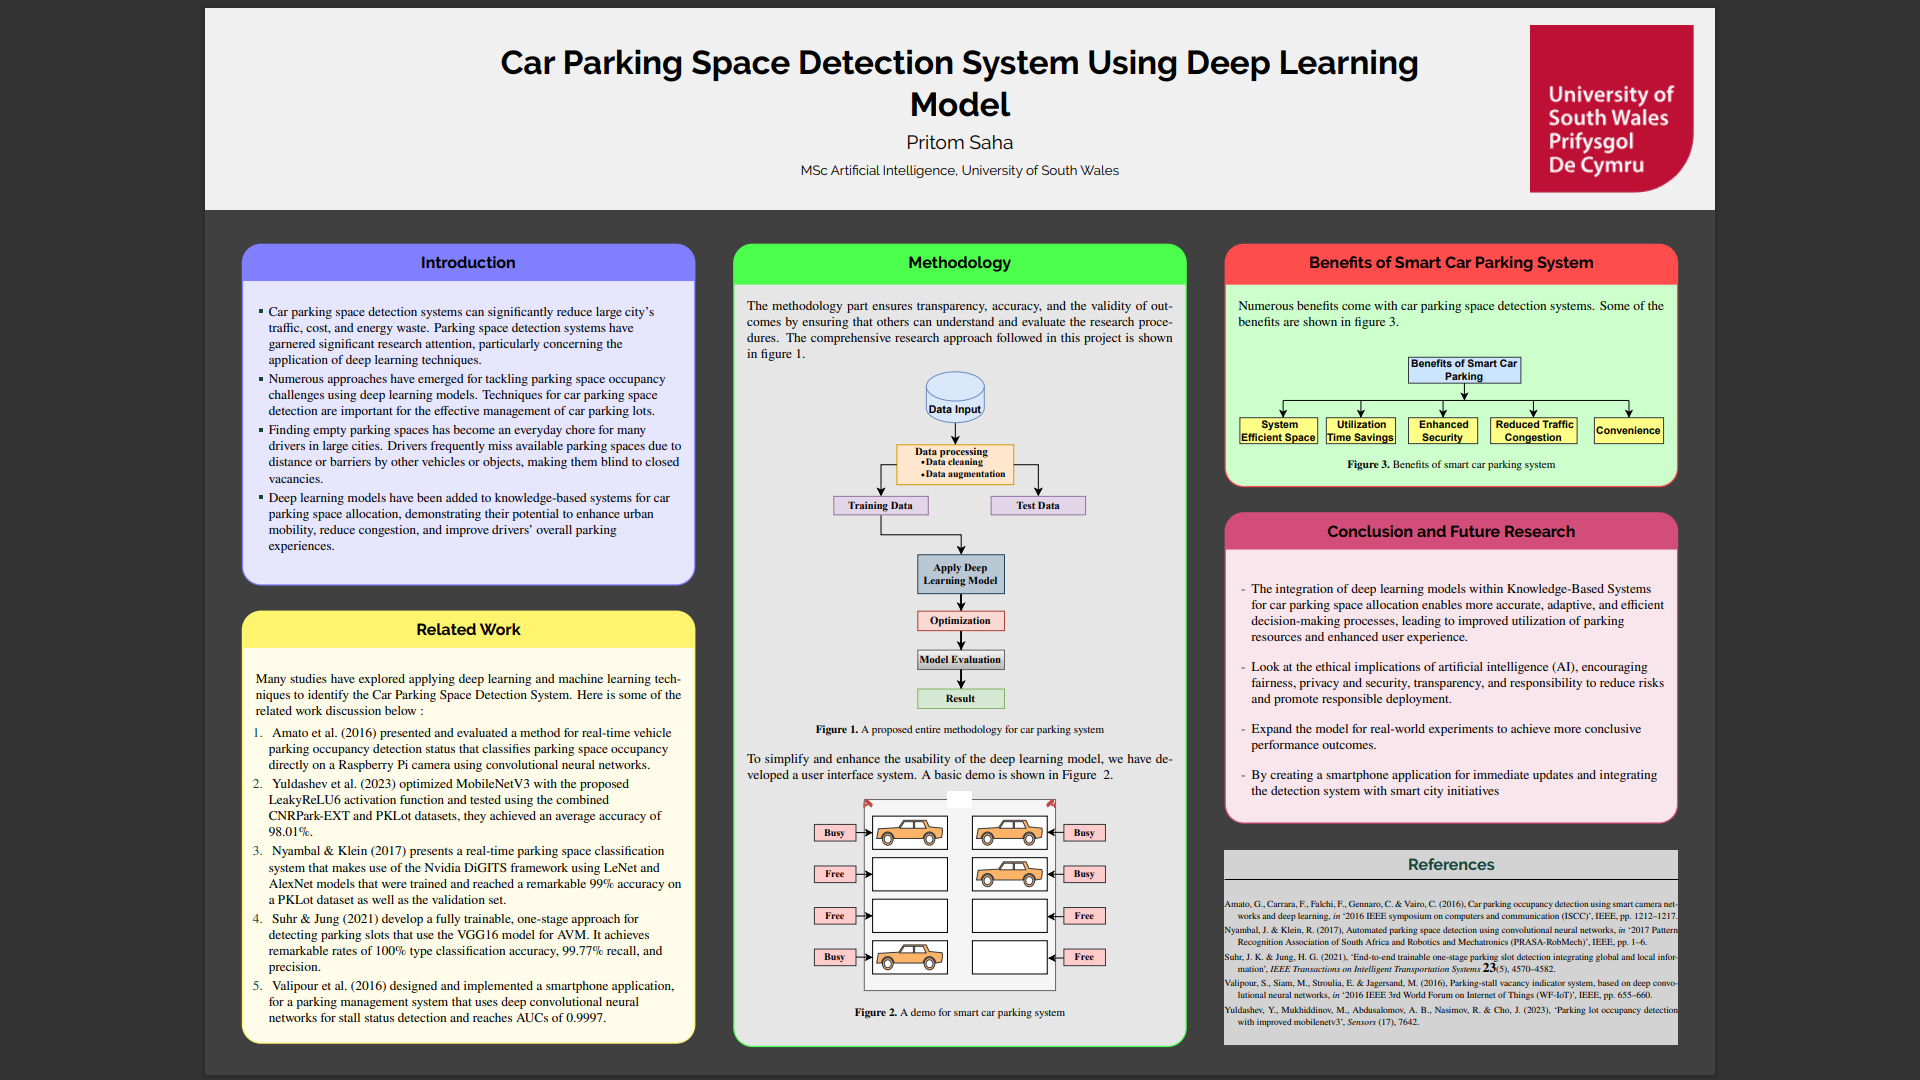 Car Parking Space Detection System Using Deep Learning
Model
Pritom Saha
MSc Artificial Intelligence, University of South Wales
University of
South Wales
Prifysgol
De Cymru
Introduction
▪ Car parking space detection systems can significantly reduce large city's
traffic, cost, and energy waste. Parking space detection systems have
garnered significant research attention, particularly concerning the
application of deep learning techniques.
▪ Numerous approaches have emerged for tackling parking space occupancy
challenges using deep learning models. Techniques for car parking space
detection are important for the effective management of car parking lots.
▪ Finding empty parking spaces has become an everyday chore for many
drivers in large cities. Drivers frequently miss available parking spaces due to
distance or barriers by other vehicles or objects, making them blind to closed
vacancies.
▪ Deep learning models have been added to knowledge-based systems for car
parking space allocation, demonstrating their potential to enhance urban
mobility, reduce congestion, and improve drivers' overall parking
experiences.
Related Work
Many studies have explored applying deep learning and machine learning tech-
niques to identify the Car Parking Space Detection System. Here is some of the
related work discussion below :
1. Amato et al. (2016) presented and evaluated a method for real-time vehicle
parking occupancy detection status that classifies parking space occupancy
directly on a Raspberry Pi camera using convolutional neural networks.
2. Yuldashev et al. (2023) optimized MobileNetV3 with the proposed
LeakyReLU6 activation function and tested using the combined
CNRPark-EXT and PKLot datasets, they achieved an average accuracy of
98.01%.
3. Nyambal & Klein (2017) presents a real-time parking space classification
system that makes use of the Nvidia DiGITS framework using LeNet and
AlexNet models that were trained and reached a remarkable 99% accuracy on
a PKLot dataset as well as the validation set.
4. Suhr & Jung (2021) develop a fully trainable, one-stage approach for
detecting parking slots that use the VGG16 model for AVM. It achieves
remarkable rates of 100% type classification accuracy, 99.77% recall, and
precision.
5. Valipour et al. (2016) designed and implemented a smartphone application,
for a parking management system that uses deep convolutional neural
networks for stall status detection and reaches AUCs of 0.9997.
Methodology
The methodology part ensures transparency, accuracy, and the validity of out-
comes by ensuring that others can understand and evaluate the research proce-
dures. The comprehensive research approach followed in this project is shown
in figure 1.
Data Input
Data processing
•Data cleaning
•Data augmentation
Training Data
Test Data
Apply Deep
Learning Model
Optimization
Model Evaluation
Result
Figure 1. A proposed entire methodology for car parking system
To simplify and enhance the usability of the deep learning model, we have de-
veloped a user interface system. A basic demo is shown in Figure 2.
Busy Busy
Free Busy
Free Free
Busy Free
Figure 2. A demo for smart car parking system
Benefits of Smart Car Parking System
Numerous benefits come with car parking space detection systems. Some of the
benefits are shown in figure 3.
Benefits of Smart Car
Parking
System
Efficient Space
Utilization
Time Savings
Enhanced
Security
Reduced Traffic
Congestion
Convenience
Figure 3. Benefits of smart car parking system
Conclusion and Future Research
- The integration of deep learning models within Knowledge-Based Systems
for car parking space allocation enables more accurate, adaptive, and efficient
decision-making processes, leading to improved utilization of parking
resources and enhanced user experience.
- Look at the ethical implications of artificial intelligence (AI), encouraging
fairness, privacy and security, transparency, and responsibility to reduce risks
and promote responsible deployment.
- Expand the model for real-world experiments to achieve more conclusive
performance outcomes.
- By creating a smartphone application for immediate updates and integrating
the detection system with smart city initiatives
References
Amato, G., Carrara, F., Falchi, F., Gennaro, C. & Vairo, C. (2016), Car parking occupancy detection using smart camera net-
works and deep learning, in '2016 IEEE symposium on computers and communication (ISCC)', IEEE, pp. 1212–1217.
Nyambal, J. & Klein, R. (2017), Automated parking space detection using convolutional neural networks, in '2017 Pattern
Recognition Association of South Africa and Robotics and Mechatronics (PRASA-RobMech)', IEEE, pp. 1–6.
Suhr, J. K. & Jung, H. G. (2021), 'End-to-end trainable one-stage parking slot detection integrating global and local infor-
mation', IEEE Transactions on Intelligent Transportation Systems 23(5), 4570–4582.
Valipour, S., Siam, M., Stroulia, E. & Jagersand, M. (2016), Parking-stall vacancy indicator system, based on deep convo-
lutional neural networks, in '2016 IEEE 3rd World Forum on Internet of Things (WF-IoT)', IEEE, pp. 655–660.
Yuldashev, Y., Mukhiddinov, M., Abdusalomov, A. B., Nasimov, R. & Cho, J. (2023), 'Parking lot occupancy detection
with improved mobilenetv3', Sensors (17), 7642.